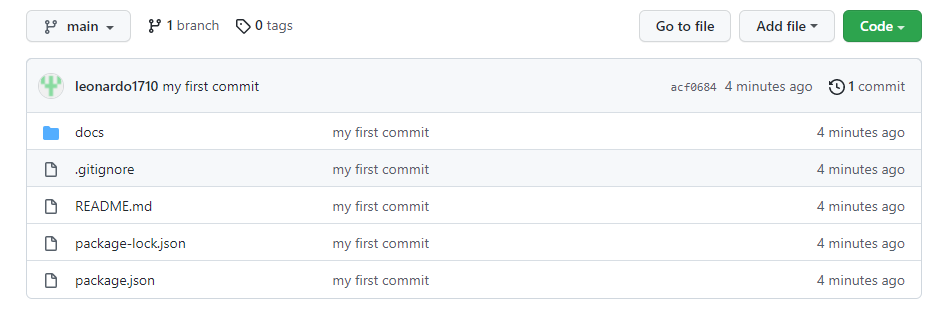 main 1 branch 0 tags Go to file Add file Code
leonardo1710 my first commit acf0684 4 minutes ago 1 commit
docs my first commit 4 minutes ago
.gitignore my first commit 4 minutes ago
README.md my first commit 4 minutes ago
package-lock.json my first commit 4 minutes ago
package.json my first commit 4 minutes ago